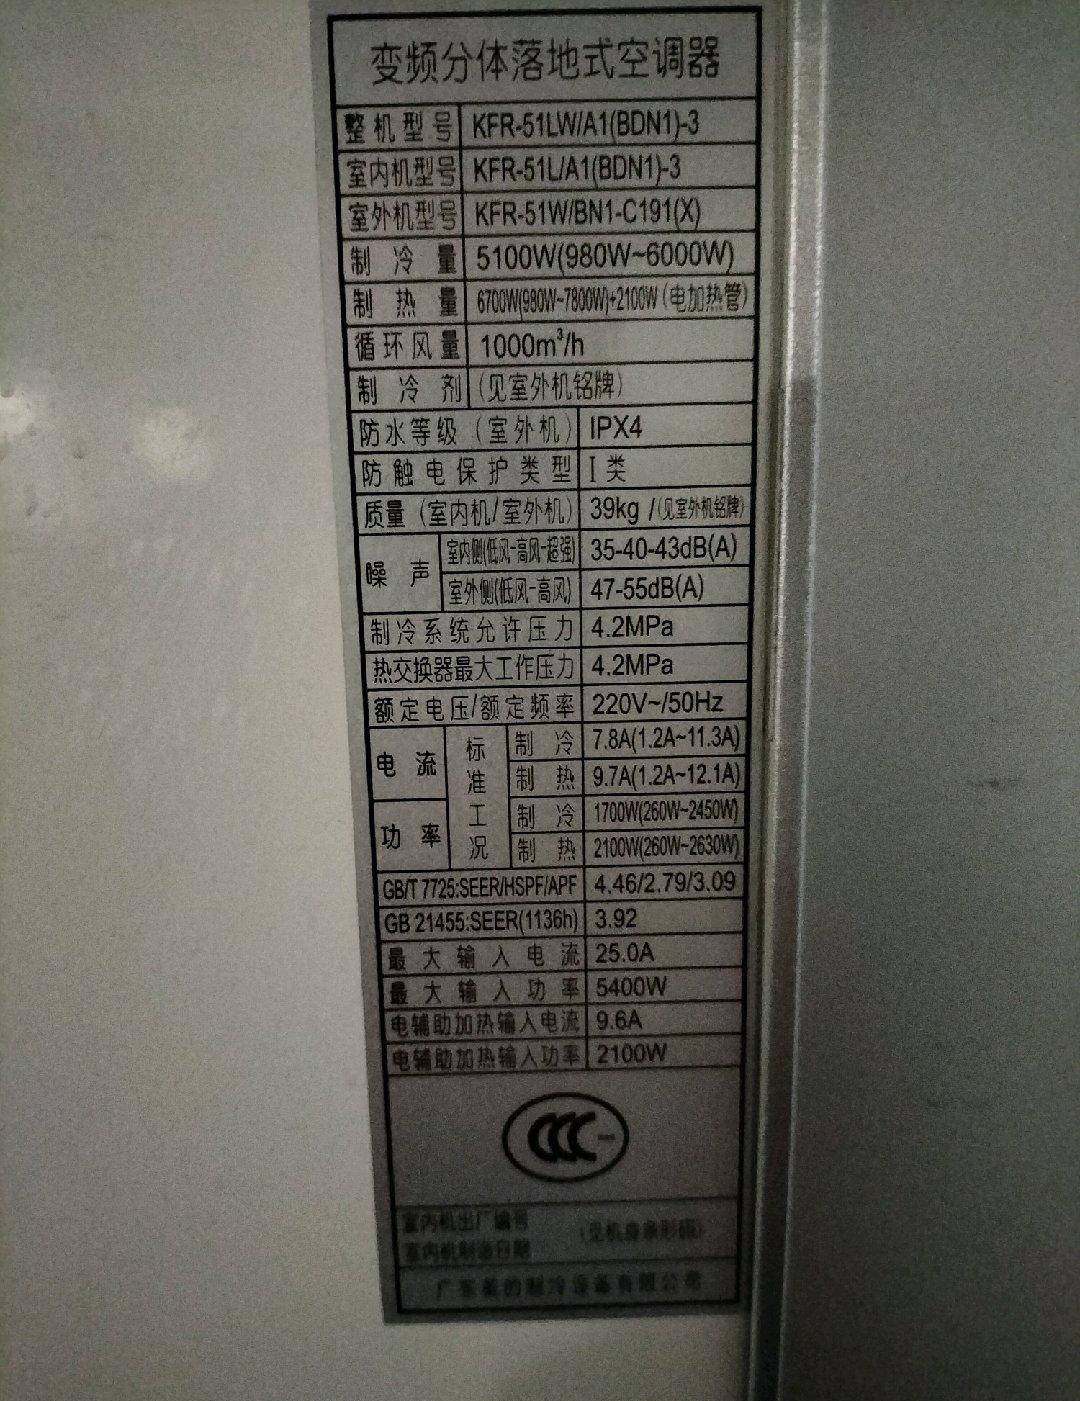 变频分体落地式空调器
整机型号 KFR-51LW/A1(BDN1)-3
室内机型号 KFR-51L/A1(BDN1)-3
室外机型号 KFR-51W/BN1-C191(X)
制冷量 5100W(980W~6000W)
制热量 6700W(980W~7800W)+2100W(电加热管)
循环风量 1000m³/h
制冷剂 (见室外机铭牌)
防水等级(室外机) IPX4
防触电保护类型 I类
质量(室内机/室外机) 39kg /(见室外机铭牌)
噪声 室内侧(低风-高风-超强) 35-40-43dB(A)
室外侧(低风-高风) 47-55dB(A)
制冷系统允许压力 4.2MPa
热交换器最大工作压力 4.2MPa
额定电压/额定频率 220V~/50Hz
电流 标准工况 制冷 7.8A(1.2A~11.3A)
制热 9.7A(1.2A~12.1A)
功率 制冷 1700W(260W~2450W)
制热 2100W(260W~2630W)
GB/T 7725:SEER/HSPF/APF 4.46/2.79/3.09
GB 21455:SEER(1136h) 3.92
最大输入电流 25.0A
最大输入功率 5400W
电辅助加热输入电流 9.6A
电辅助加热输入功率 2100W
CCC
室内机出厂编号 (见机身条形码)
室内机制造日期
广东美的制冷设备有限公司